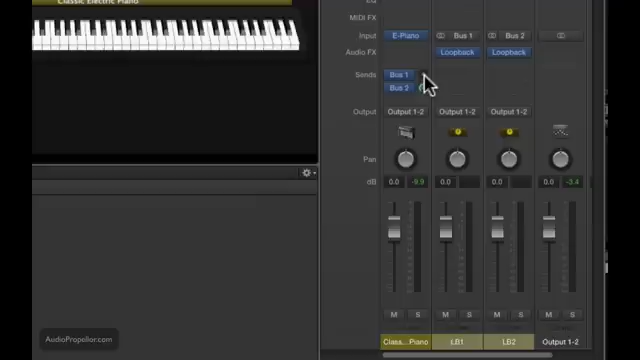 Classic Electric Piano
EQ
MIDI FX
Input E-Piano Bus 1 Bus 2
Audio FX Loopback Loopback
Sends Bus 1
Bus 2
Output Output 1-2 Output 1-2 Output 1-2
Pan
dB 0.0 -9.9 0.0 0.0 0.0 -3.4
M S M S M S M
AudioPropeller.com
Class...Piano LB1 LB2 Output 1-2